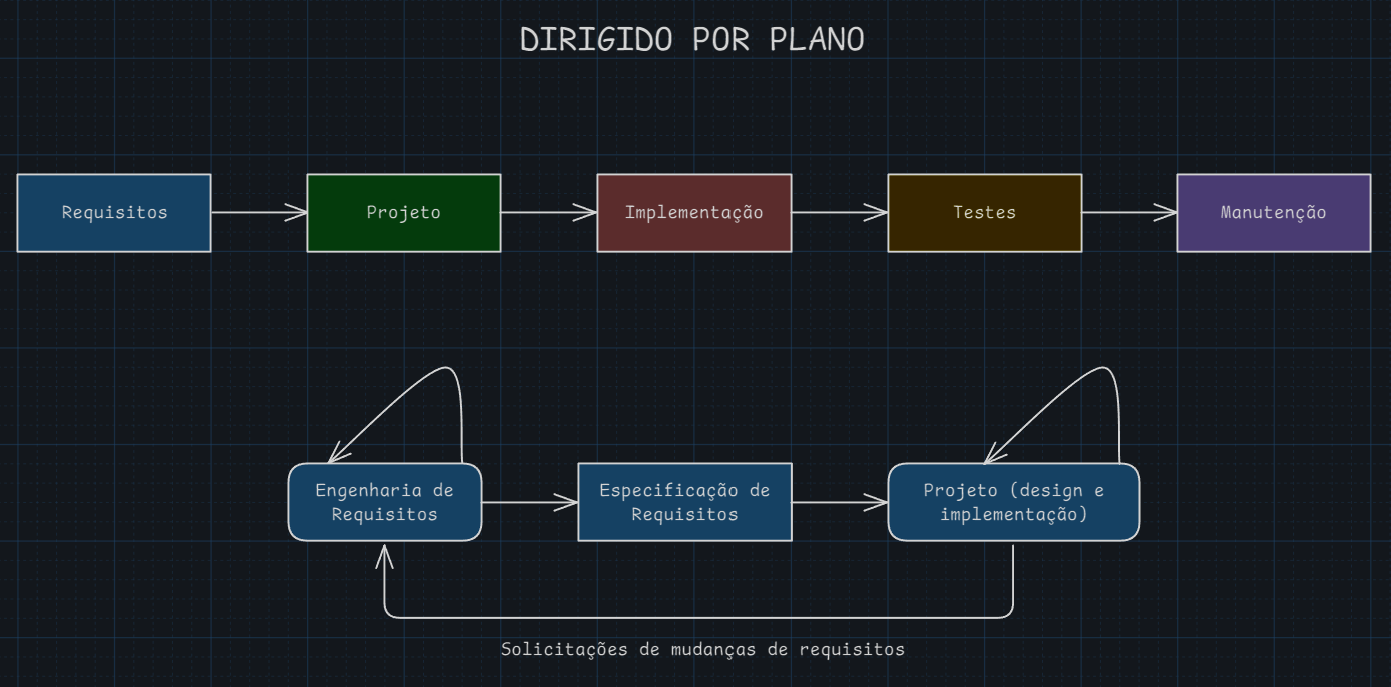 DIRIGIDO POR PLANO
Requisitos
Projeto
Implementação
Testes
Manutenção
Engenharia de
Requisitos
Especificação de
Requisitos
Projeto (design e
implementação)
Solicitações de mudanças de requisitos